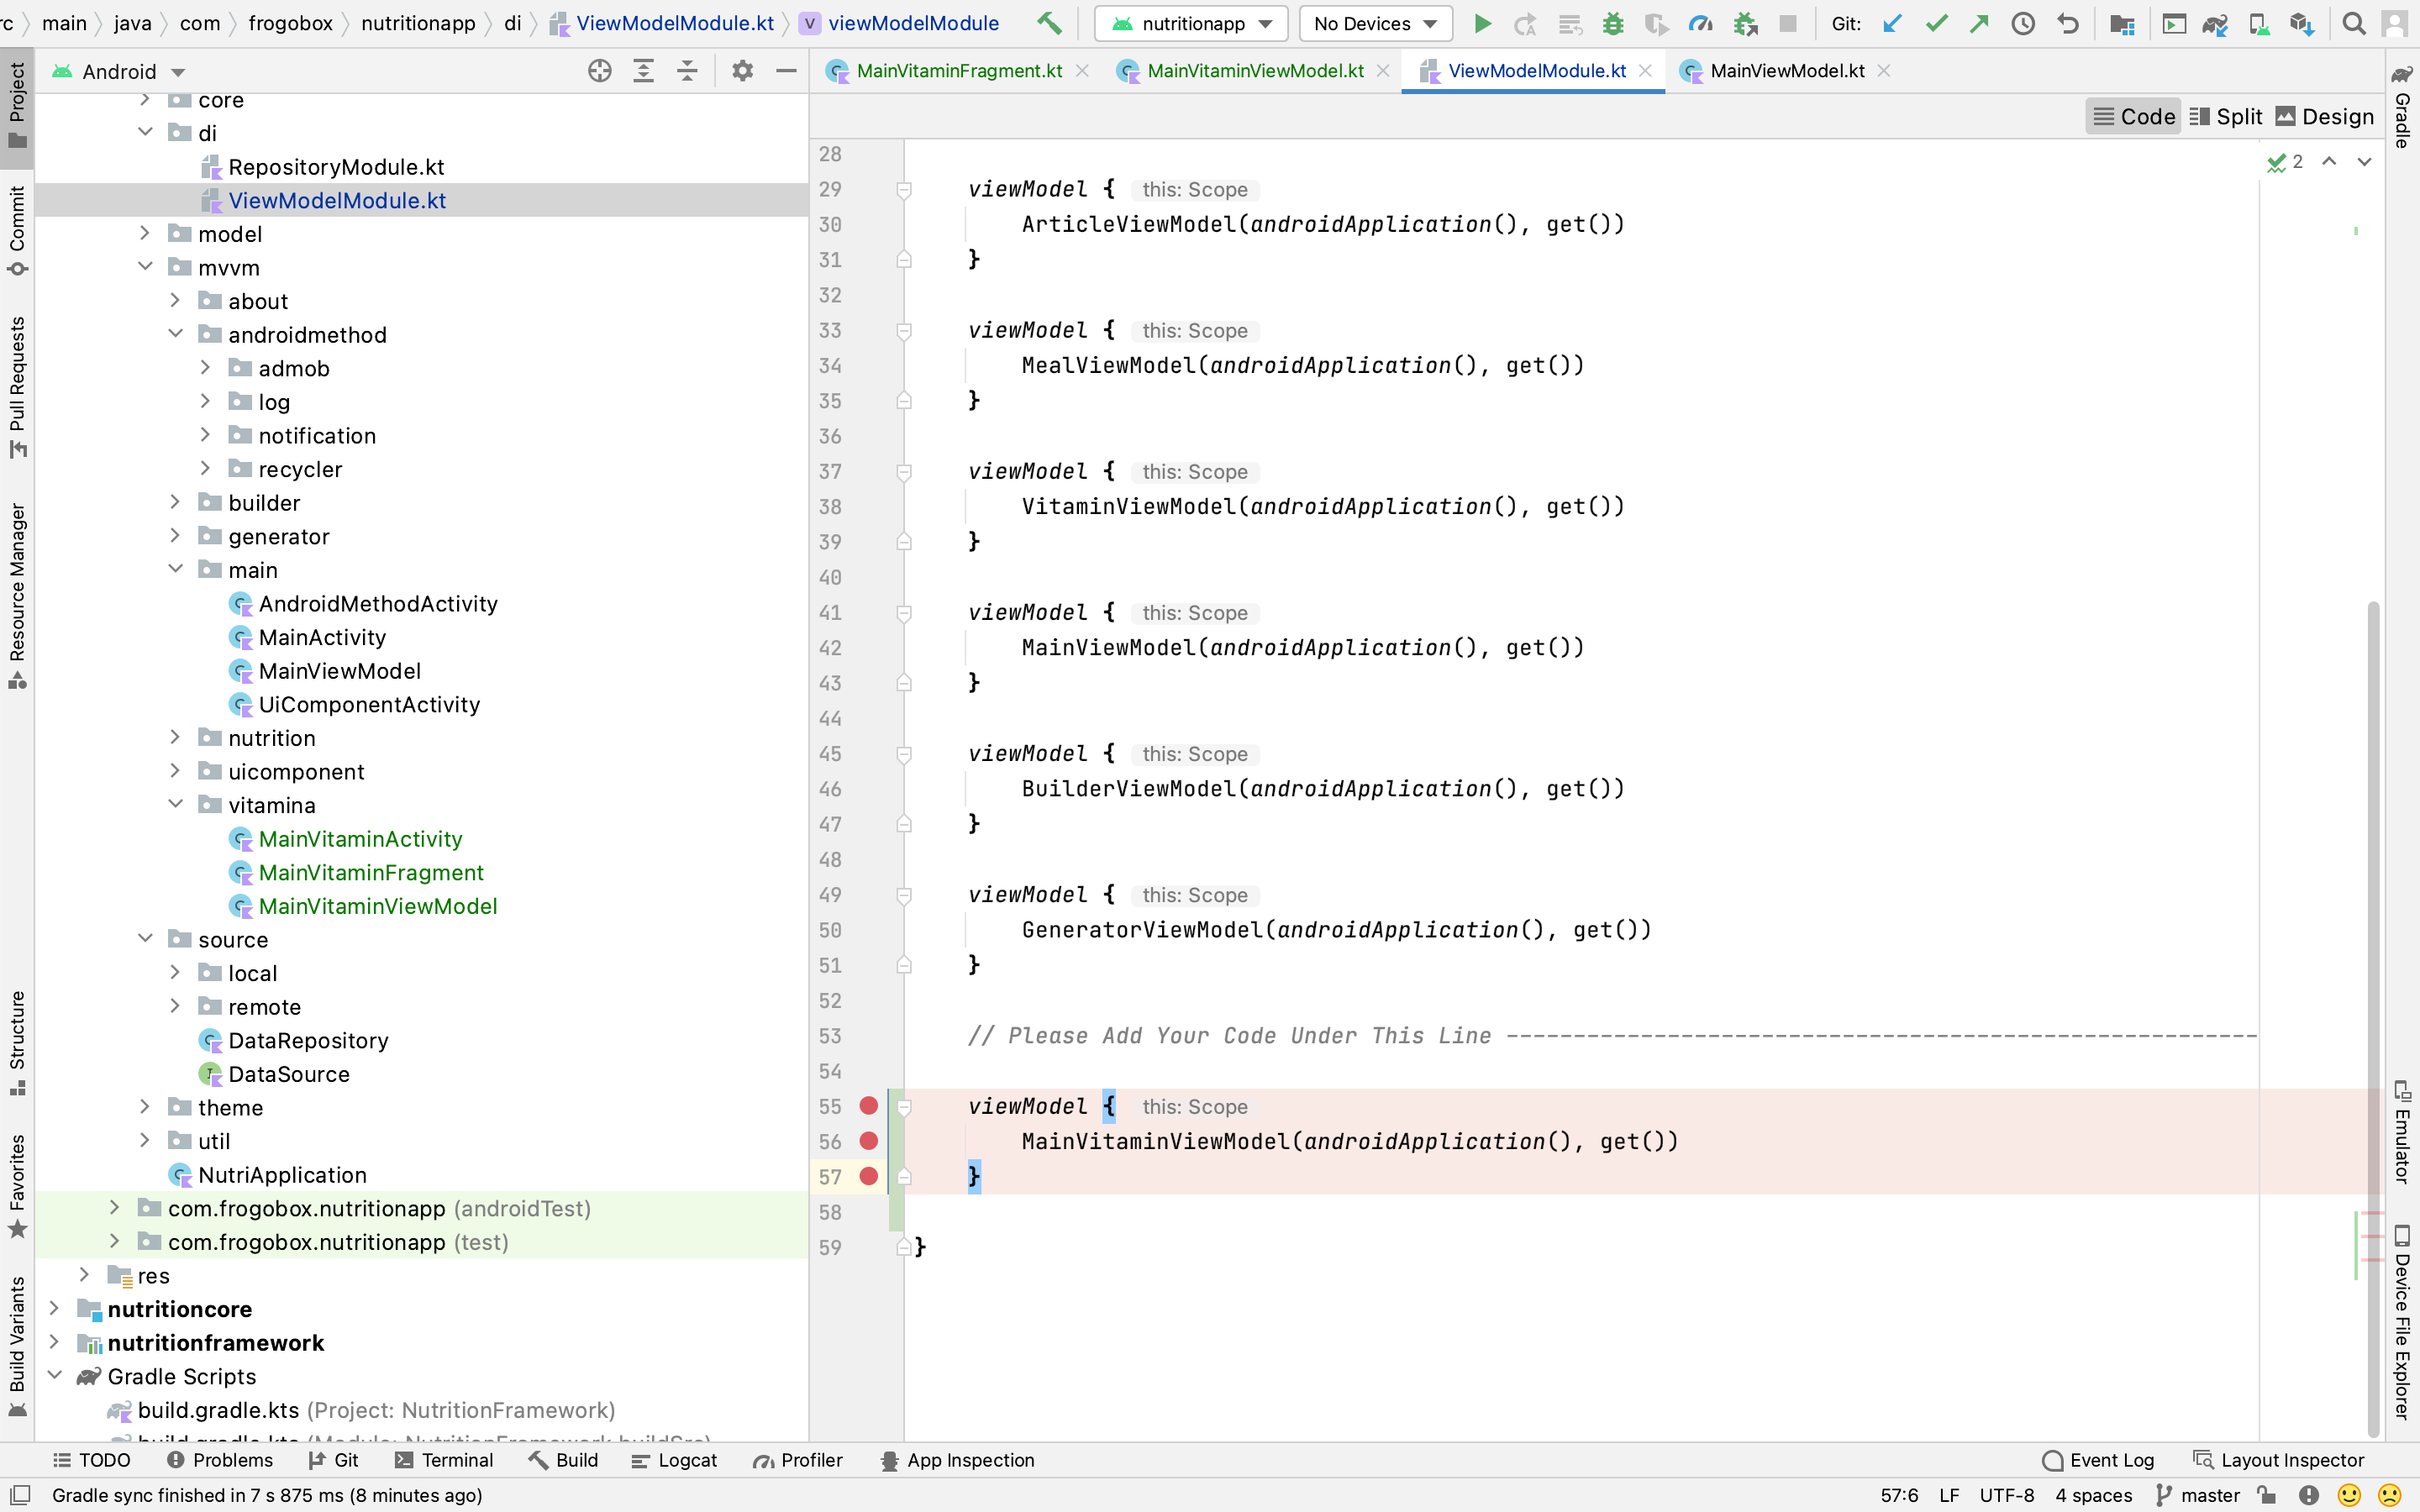 main java com frogobox nutritionapp di ViewModelModule.kt viewModelModule nutritionapp No Devices Git:
Project
Commit
Pull Requests
Resource Manager
Structure
Favorites
Build Variants
Android
core
di
RepositoryModule.kt
ViewModelModule.kt
model
mvvm
about
androidmethod
admob
log
notification
recycler
builder
generator
main
AndroidMethodActivity
MainActivity
MainViewModel
UiComponentActivity
nutrition
uicomponent
vitamina
MainVitaminActivity
MainVitaminFragment
MainVitaminViewModel
source
local
remote
DataRepository
DataSource
theme
util
NutriApplication
com.frogobox.nutritionapp (androidTest)
com.frogobox.nutritionapp (test)
res
nutritioncore
nutritionframework
Gradle Scripts
build.gradle.kts (Project: NutritionFramework)
build.gradle.kts (Module: NutritionFramework.buildSrc)
MainVitaminFragment.kt MainVitaminViewModel.kt ViewModelModule.kt MainViewModel.kt
Code Split Design
2
28
29 viewModel { this: Scope
30 ArticleViewModel(androidApplication(), get())
31 }
32
33 viewModel { this: Scope
34 MealViewModel(androidApplication(), get())
35 }
36
37 viewModel { this: Scope
38 VitaminViewModel(androidApplication(), get())
39 }
40
41 viewModel { this: Scope
42 MainViewModel(androidApplication(), get())
43 }
44
45 viewModel { this: Scope
46 BuilderViewModel(androidApplication(), get())
47 }
48
49 viewModel { this: Scope
50 GeneratorViewModel(androidApplication(), get())
51 }
52
53 // Please Add Your Code Under This Line --------------------------------------------------------
54
55 viewModel { this: Scope
56 MainVitaminViewModel(androidApplication(), get())
57 }
58
59 }
Gradle
Emulator
Device File Explorer
TODO Problems Git Terminal Build Logcat Profiler App Inspection Event Log Layout Inspector
Gradle sync finished in 7 s 875 ms (8 minutes ago) 57:6 LF UTF-8 4 spaces master